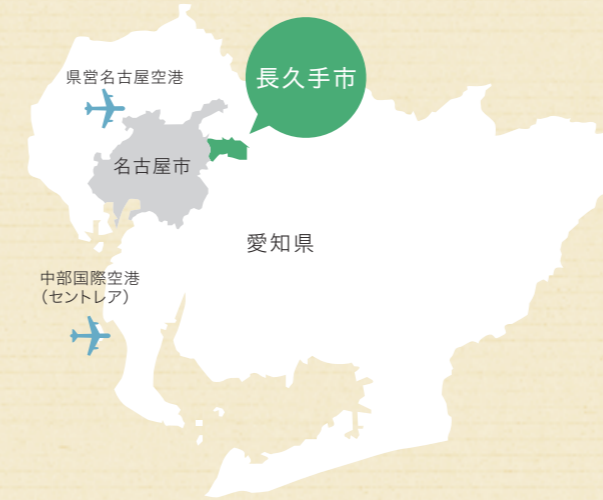 県営名古屋空港
長久手市
名古屋市
愛知県
中部国際空港
（セントレア）